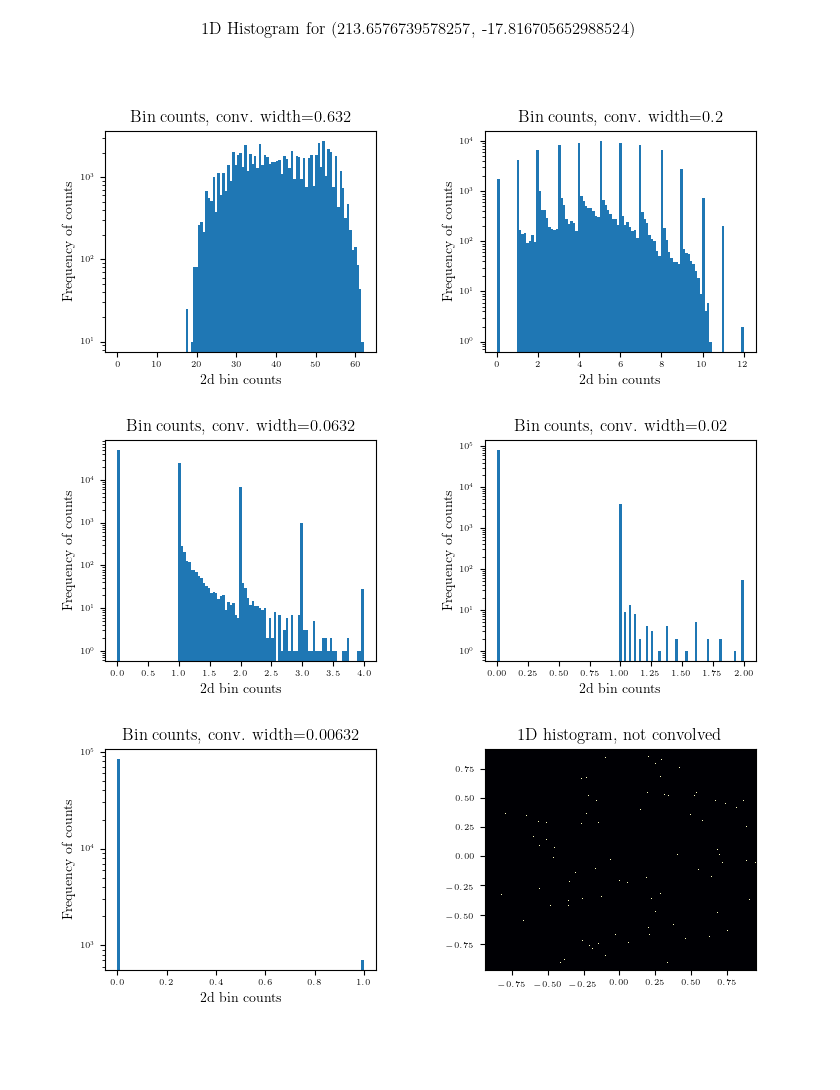 1D Histogram for (213.6576739578257, -17.816705652988524)
Bin counts, conv. width=0.632
Frequency of counts
10³
10²
10¹
0 10 20 30 40 50 60
2d bin counts
Bin counts, conv. width=0.2
Frequency of counts
10⁴
10³
10²
10¹
10⁰
0 2 4 6 8 10 12
2d bin counts
Bin counts, conv. width=0.0632
Frequency of counts
10⁴
10³
10²
10¹
10⁰
0.0 0.5 1.0 1.5 2.0 2.5 3.0 3.5 4.0
2d bin counts
Bin counts, conv. width=0.02
Frequency of counts
10⁵
10⁴
10³
10²
10¹
10⁰
0.00 0.25 0.50 0.75 1.00 1.25 1.50 1.75 2.00
2d bin counts
Bin counts, conv. width=0.00632
Frequency of counts
10⁵
10⁴
10³
0.0 0.2 0.4 0.6 0.8 1.0
2d bin counts
1D histogram, not convolved
0.75
0.50
0.25
0.00
−0.25
−0.50
−0.75
−0.75 −0.50 −0.25 0.00 0.25 0.50 0.75